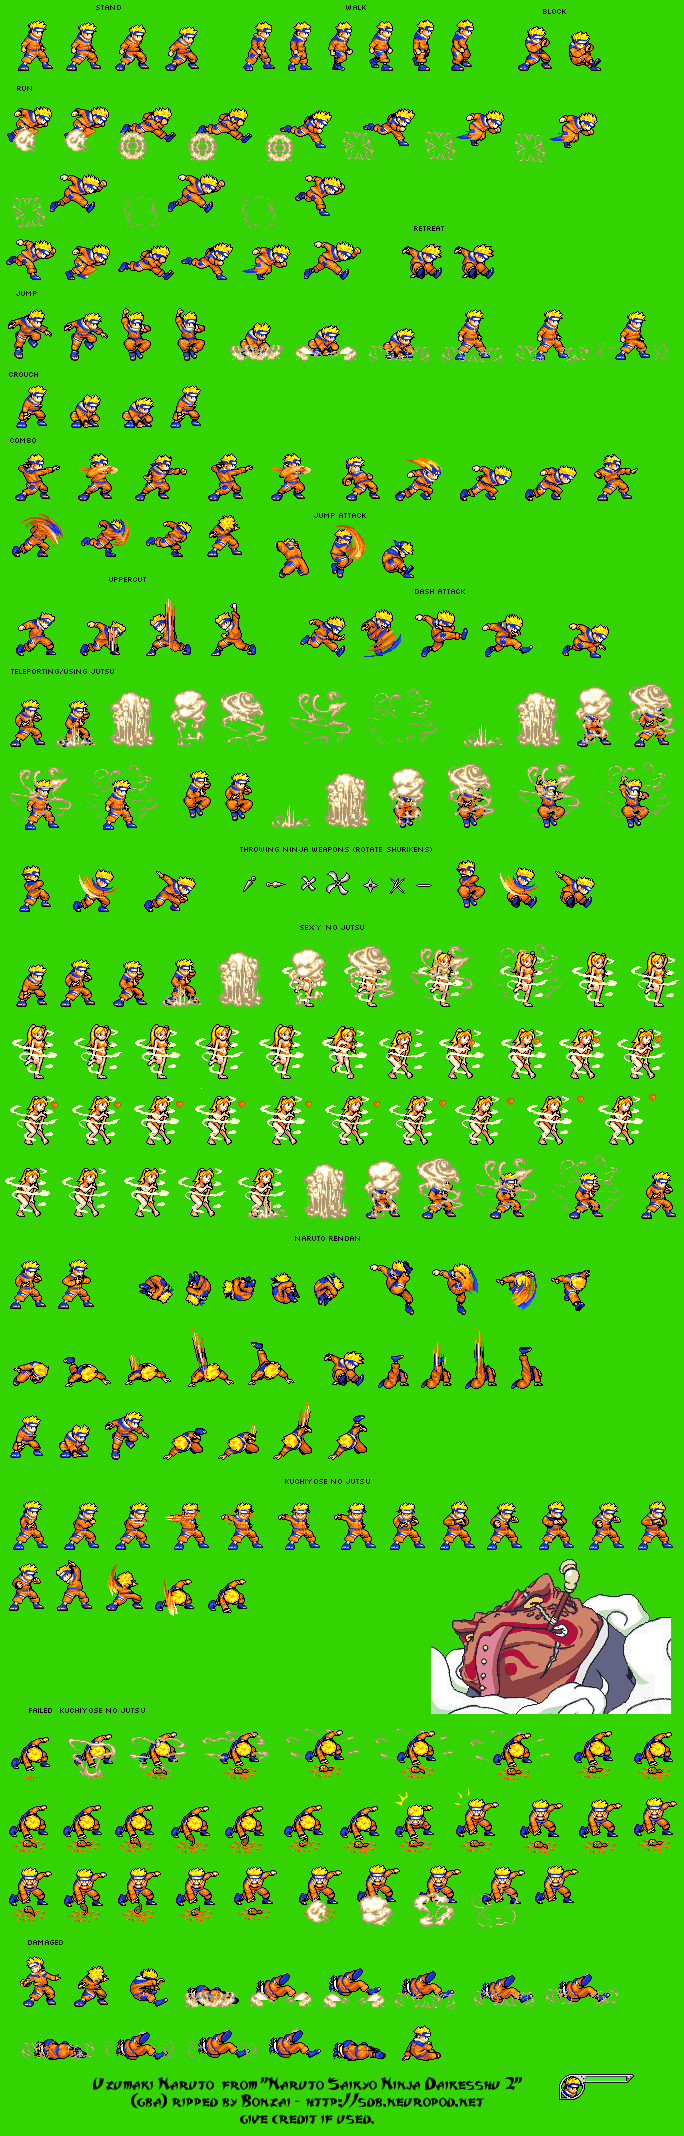 STAND
WALK
BLOCK
RUN
RETREAT
JUMP
CROUCH
COMBO
JUMP ATTACK
UPPERCUT
DASH ATTACK
TELEPORTING/USING JUTSU
THROWING NINJA WEAPONS (ROTATE SHURIKENS)
SEXY NO JUTSU
NARUTO RENDAN
KUCHIYOSE NO JUTSU
FAILED KUCHIYOSE NO JUTSU
DAMAGED
Uzumaki Naruto from "Naruto Saikyo Ninja Daikesshu 2"
(GBA) ripped by Bonzai - http://sdb.neuropod.net
give credit if used.